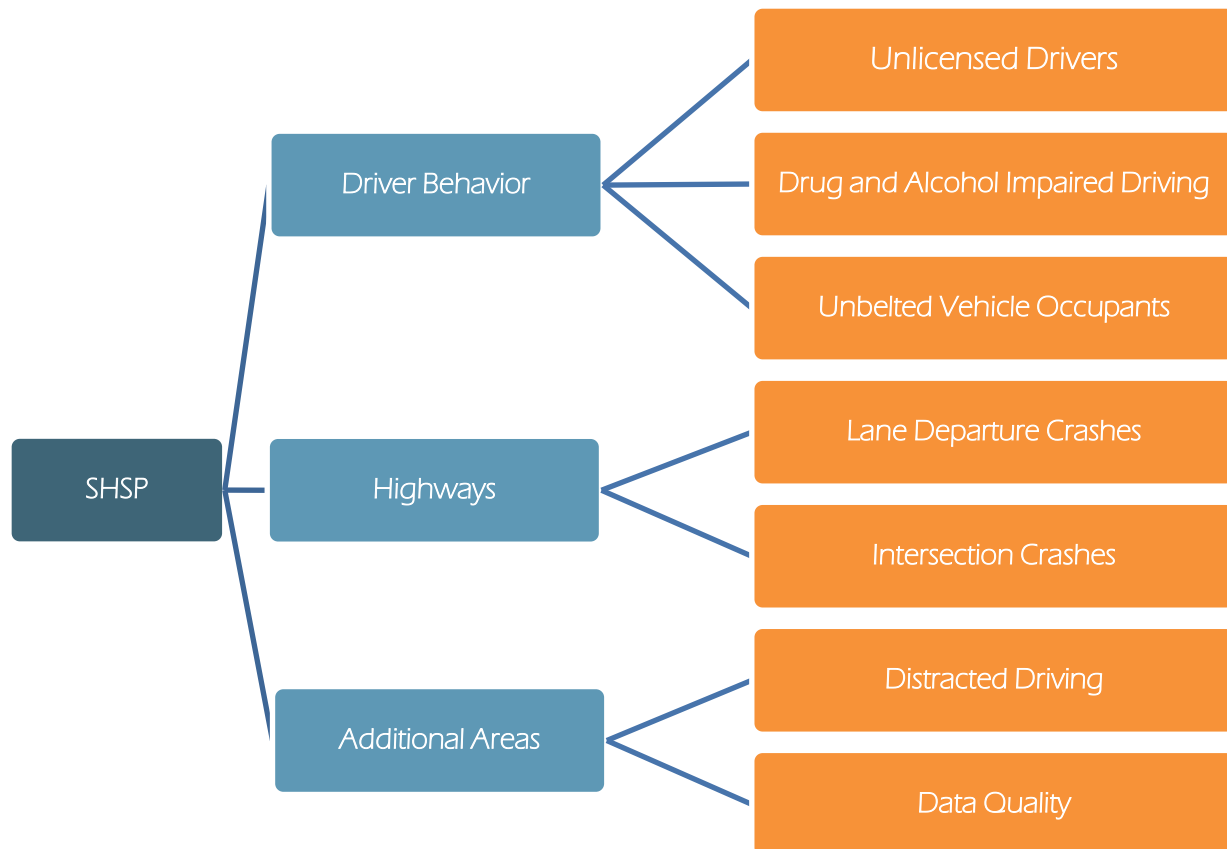 SHSP
Driver Behavior
Unlicensed Drivers
Drug and Alcohol Impaired Driving
Unbelted Vehicle Occupants
Highways
Lane Departure Crashes
Intersection Crashes
Additional Areas
Distracted Driving
Data Quality